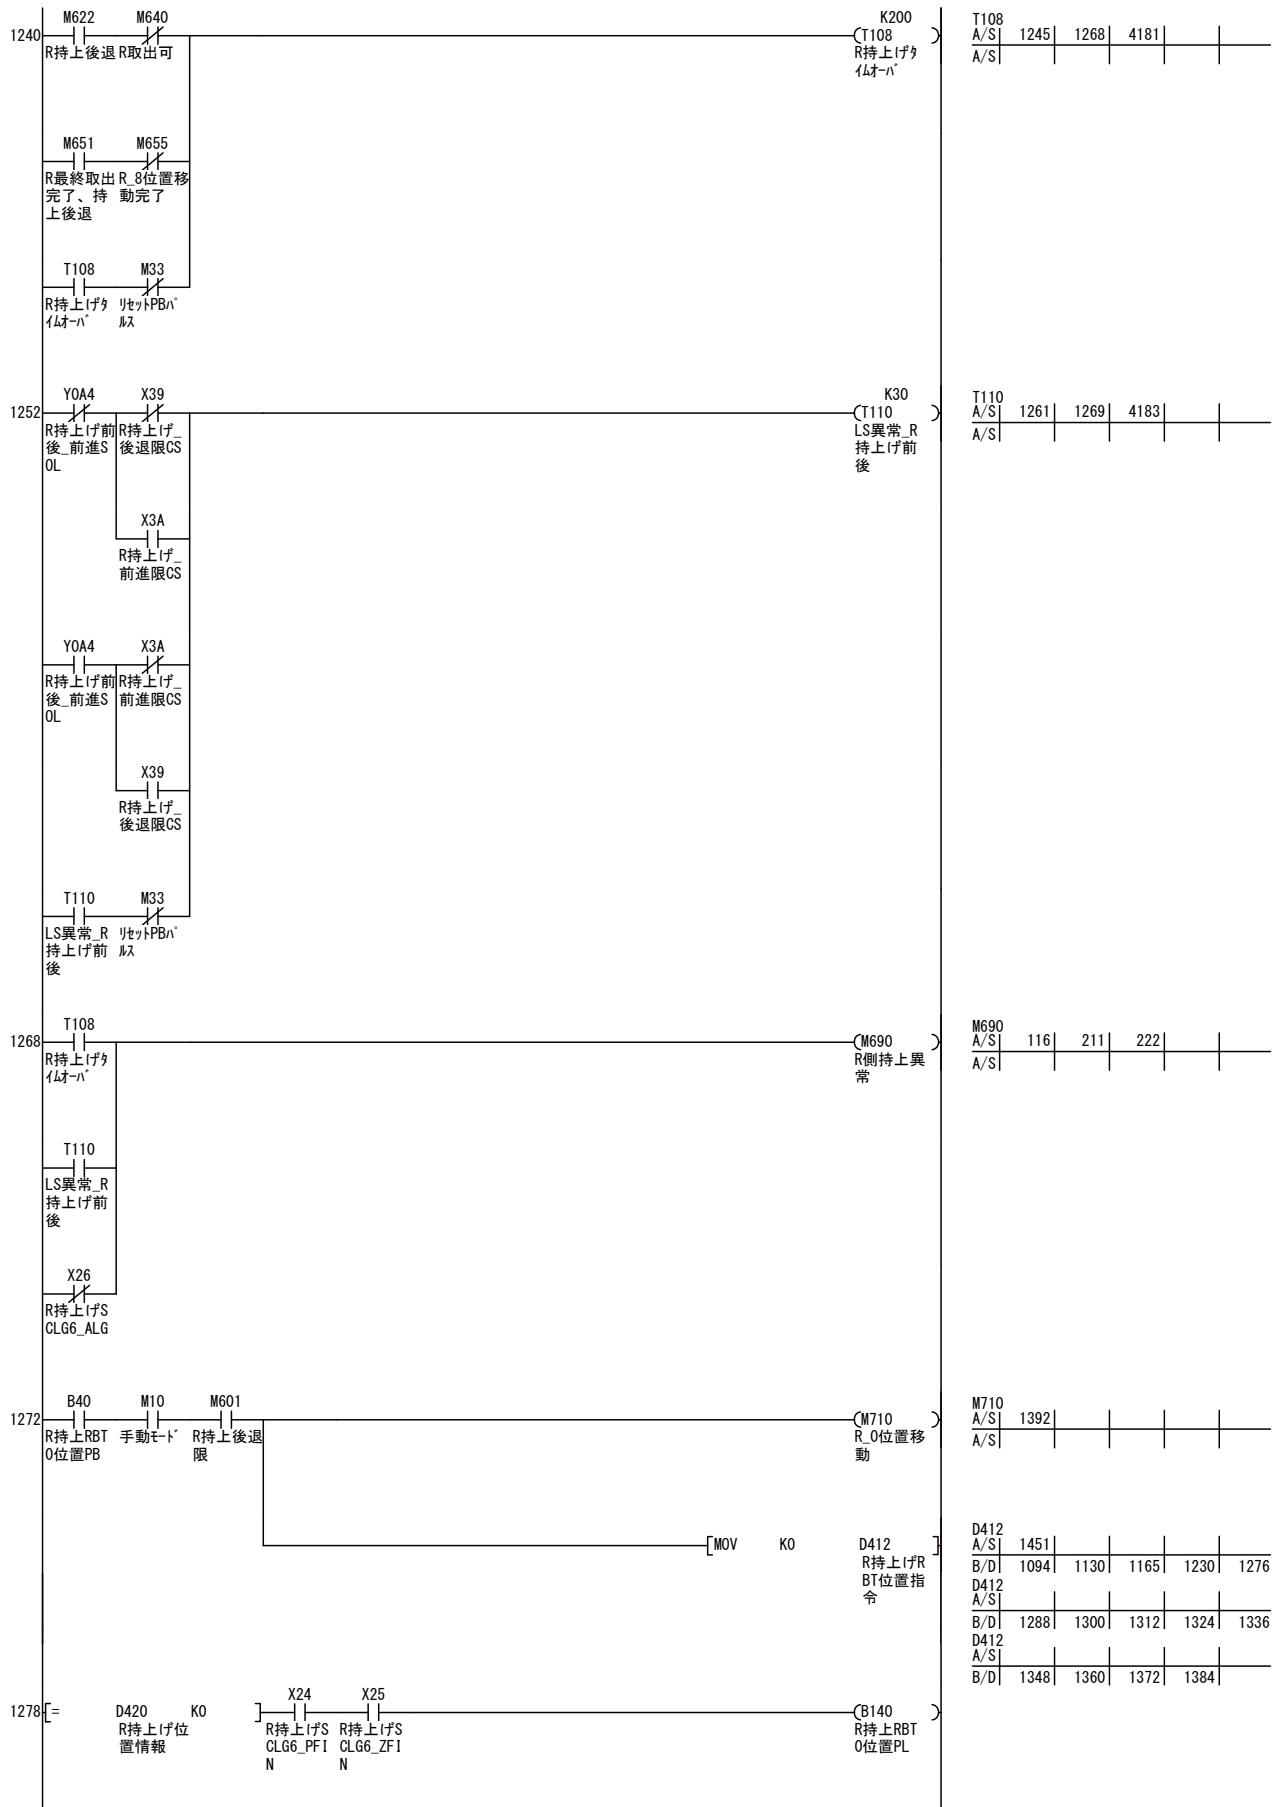 M622 M640 K200
1240 (T108 )
R持上後退 R取出可 R持上げﾀ
ｲﾑｵｰﾊﾞ
T108
A/S 1245 1268 4181
A/S
M651 M655
R最終取出 R_8位置移
完了、持 動完了
上後退
T108 M33
R持上げﾀ ﾘｾｯﾄPBﾊﾟ
ｲﾑｵｰﾊﾞ ﾙｽ
Y0A4 X39 K30
1252 (T110 )
R持上げ前 R持上げ_ LS異常_R
後_前進S 後退限CS 持上げ前
OL 後
T110
A/S 1261 1269 4183
A/S
X3A
R持上げ_
前進限CS
Y0A4 X3A
R持上げ前 R持上げ_
後_前進S 前進限CS
OL
X39
R持上げ_
後退限CS
T110 M33
LS異常_R ﾘｾｯﾄPBﾊﾟ
持上げ前 ﾙｽ
後
T108
1268 (M690 )
R持上げﾀ R側持上異
ｲﾑｵｰﾊﾞ 常
M690
A/S 116 211 222
A/S
T110
LS異常_R
持上げ前
後
X26
R持上げS
CLG6_ALG
B40 M10 M601
1272 (M710 )
R持上RBT 手動ﾓｰﾄﾞ R持上後退 R_0位置移
0位置PB 限 動
M710
A/S 1392
A/S
[MOV K0 D412 ]
R持上げR
BT位置指
令
D412
A/S 1451
B/D 1094 1130 1165 1230 1276
D412
A/S
B/D 1288 1300 1312 1324 1336
D412
A/S
B/D 1348 1360 1372 1384
X24 X25
1278 [= D420 K0 ] (B140 )
R持上げ位 R持上げS R持上げS R持上RBT
置情報 CLG6_PFI CLG6_ZFI 0位置PL
N N